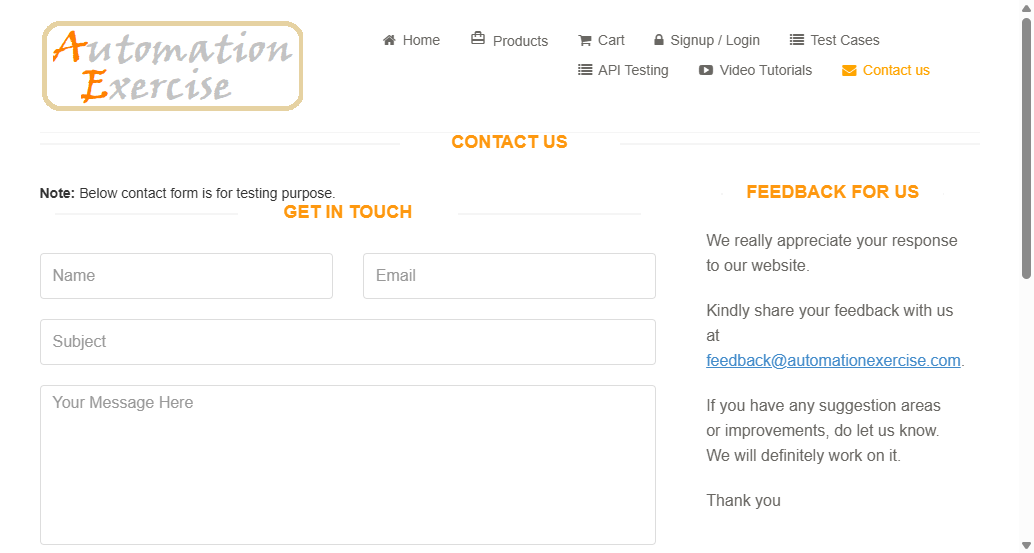 Automation
Exercise
Home
Products
Cart
Signup / Login
Test Cases
API Testing
Video Tutorials
Contact us
CONTACT US
Note: Below contact form is for testing purpose.
GET IN TOUCH
Name
Email
Subject
Your Message Here
FEEDBACK FOR US
We really appreciate your response
to our website.
Kindly share your feedback with us
at
feedback@automationexercise.com.
If you have any suggestion areas
or improvements, do let us know.
We will definitely work on it.
Thank you